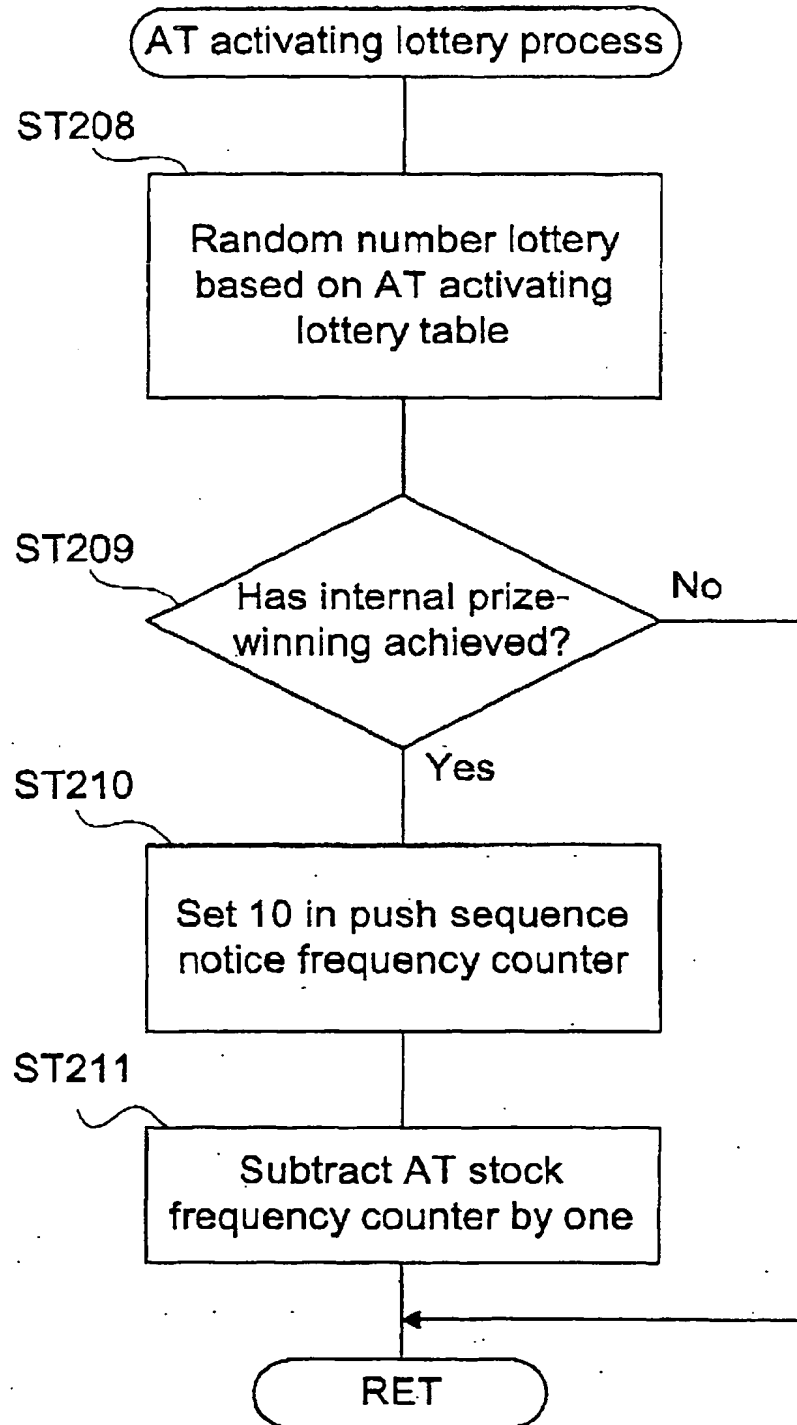 AT activating lottery process
ST208
Random number lottery
based on AT activating
lottery table
ST209
Has internal prize-
winning achieved?
No
Yes
ST210
Set 10 in push sequence
notice frequency counter
ST211
Subtract AT stock
frequency counter by one
RET